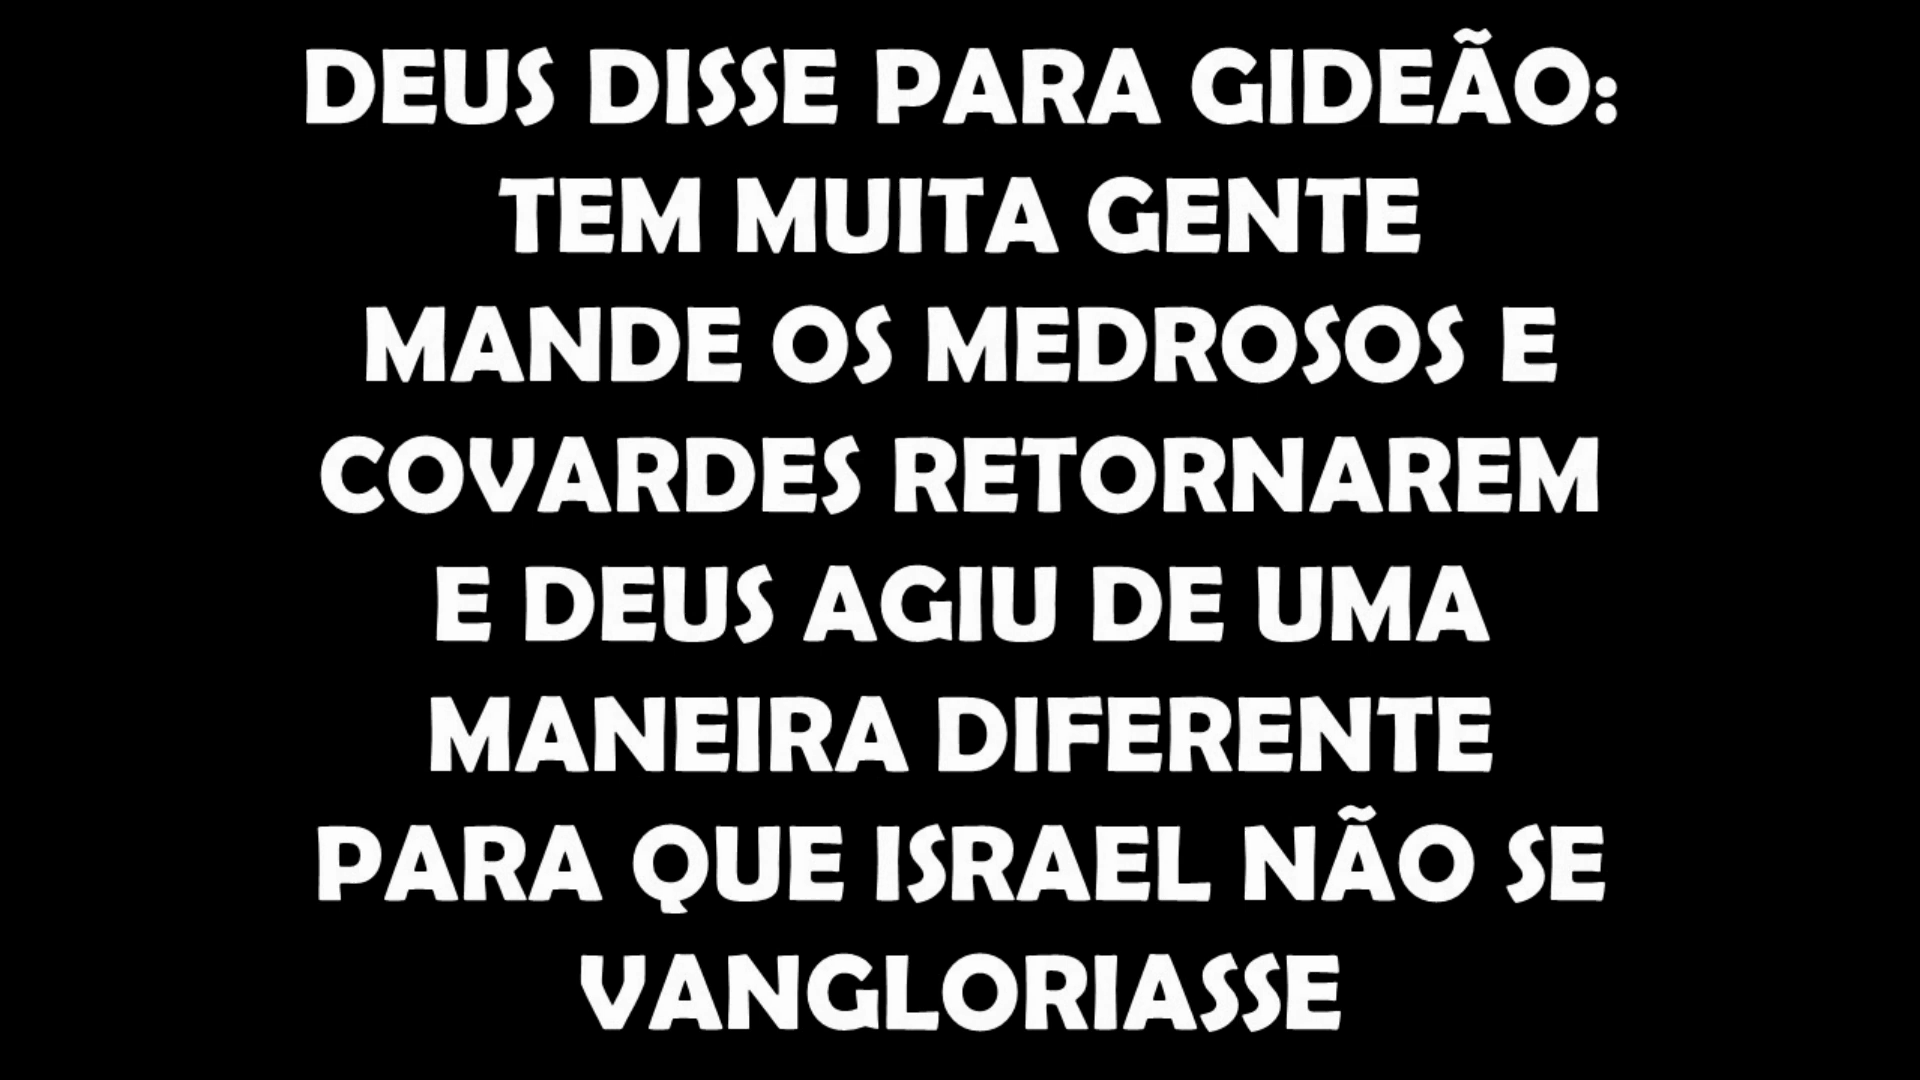 DEUS DISSE PARA GIDEÃO:
TEM MUITA GENTE
MANDE OS MEDROSOS E
COVARDES RETORNAREM
E DEUS AGIU DE UMA
MANEIRA DIFERENTE
PARA QUE ISRAEL NÃO SE
VANGLORIASSE